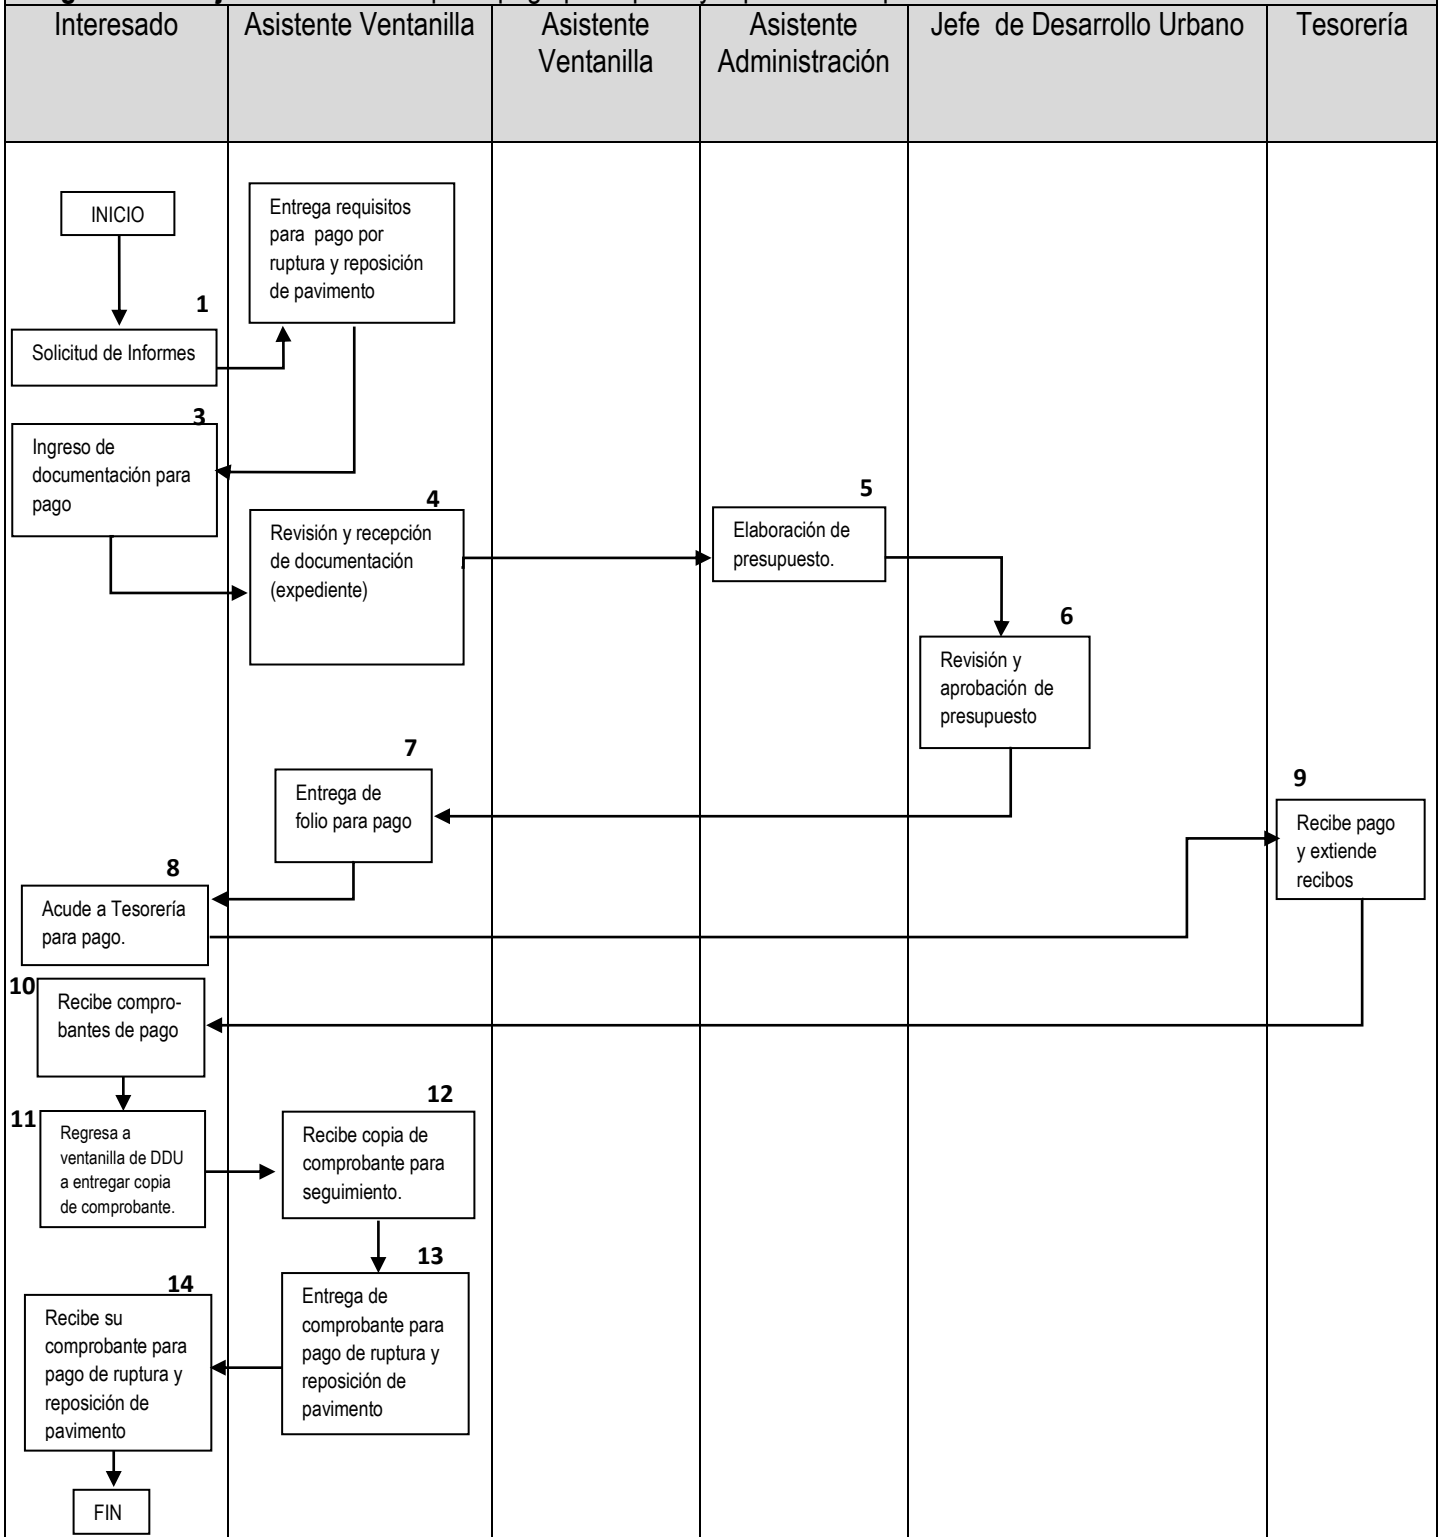 Interesado
Asistente Ventanilla
Asistente
Ventanilla
Asistente
Administración
Jefe de Desarrollo Urbano
Tesorería
INICIO
Entrega requisitos
para pago por
ruptura y reposición
de pavimento
1
Solicitud de Informes
3
Ingreso de
documentación para
pago
4
Revisión y recepción
de documentación
(expediente)
5
Elaboración de
presupuesto.
6
Revisión y
aprobación de
presupuesto
7
Entrega de
folio para pago
8
Acude a Tesorería
para pago.
9
Recibe pago
y extiende
recibos
10
Recibe compro-
bantes de pago
11
Regresa a
ventanilla de DDU
a entregar copia
de comprobante.
12
Recibe copia de
comprobante para
seguimiento.
13
Entrega de
comprobante para
pago de ruptura y
reposición de
pavimento
14
Recibe su
comprobante para
pago de ruptura y
reposición de
pavimento
FIN